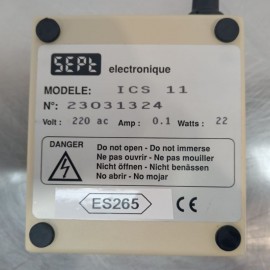 SEPt electronique
MODELE: ICS 11
N°: 23031324
Volt : 220 ac Amp : 0.1 Watts : 22
DANGER
Do not open - Do not immerse
Ne pas ouvrir - Ne pas mouiller
Nicht öffnen - Nicht benässen
No abrir - No mojar
ES265 CE